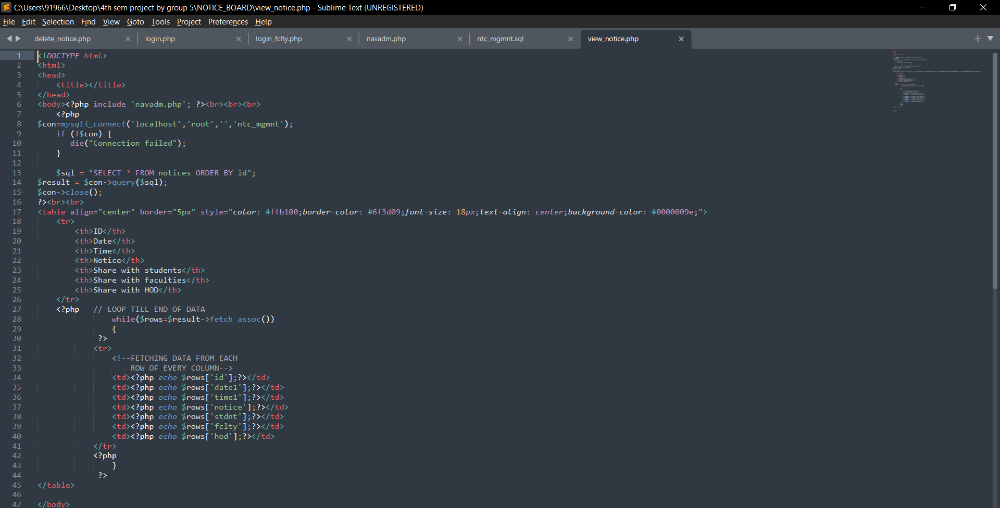 C:\Users\91966\Desktop\4th sem project by group 5\NOTICE_BOARD\view_notice.php - Sublime Text (UNREGISTERED)
File Edit Selection Find View Goto Tools Project Preferences Help
delete_notice.php login.php login_fclty.php navadm.php ntc_mgmnt.sql view_notice.php
1 <!DOCTYPE html>
2 <html>
3 <head>
4     <title></title>
5 </head>
6 <body><?php include 'navadm.php'; ?><br><br><br>
7     <?php
8 $con=mysqli_connect('localhost','root','','ntc_mgmnt');
9     if (!$con) {
10        die("Connection failed");
11     }
12
13     $sql = "SELECT * FROM notices ORDER BY id";
14 $result = $con->query($sql);
15 $con->close();
16 ?><br><br>
17 <table align="center" border="5px" style="color: #ffb100;border-color: #6f3d09;font-size: 18px;text-align: center;background-color: #0000009e;">
18     <tr>
19         <th>ID</th>
20         <th>Date</th>
21         <th>Time</th>
22         <th>Notice</th>
23         <th>Share with students</th>
24         <th>Share with faculties</th>
25         <th>Share with HOD</th>
26     </tr>
27     <?php   // LOOP TILL END OF DATA
28                 while($rows=$result->fetch_assoc())
29                 {
30              ?>
31             <tr>
32                 <!--FETCHING DATA FROM EACH
33                     ROW OF EVERY COLUMN-->
34                 <td><?php echo $rows['id'];?></td>
35                 <td><?php echo $rows['date1'];?></td>
36                 <td><?php echo $rows['time1'];?></td>
37                 <td><?php echo $rows['notice'];?></td>
38                 <td><?php echo $rows['stdnt'];?></td>
39                 <td><?php echo $rows['fclty'];?></td>
40                 <td><?php echo $rows['hod'];?></td>
41             </tr>
42             <?php
43                 }
44              ?>
45 </table>
46
47 </body>